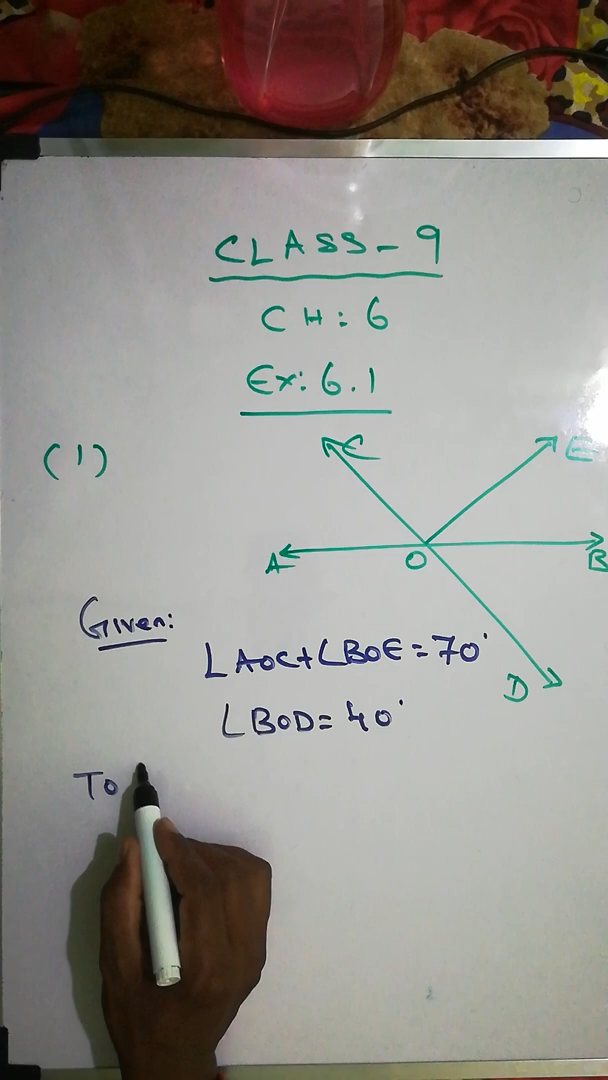 CLASS-9
CH: 6
Ex: 6.1
(1)
C
E
A
O
B
D
Given:
∠AOC+∠BOE=70°
∠BOD=40°
To